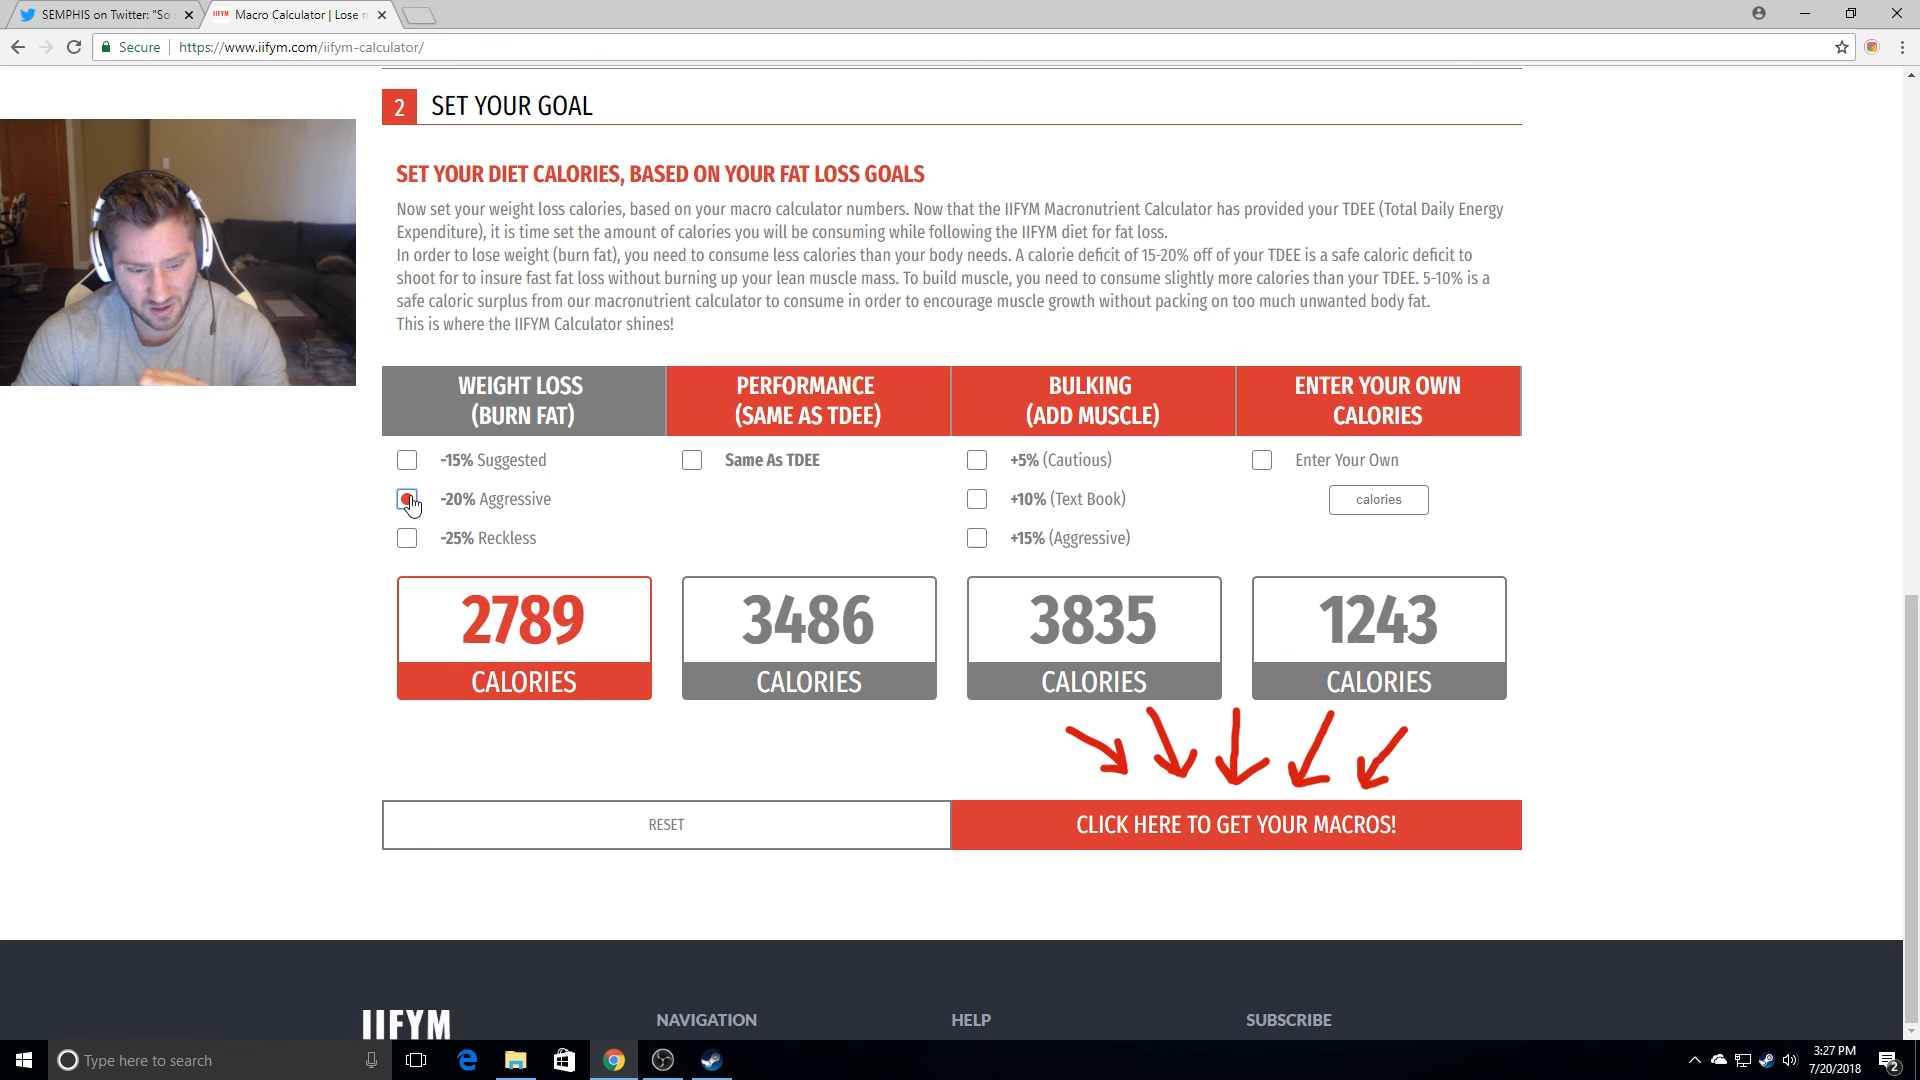 SEMPHIS on Twitter: "So
Macro Calculator | Lose m
Secure
https://www.iifym.com/iifym-calculator/
2 SET YOUR GOAL
SET YOUR DIET CALORIES, BASED ON YOUR FAT LOSS GOALS
Now set your weight loss calories, based on your macro calculator numbers. Now that the IIFYM Macronutrient Calculator has provided your TDEE (Total Daily Energy
Expenditure), it is time set the amount of calories you will be consuming while following the IIFYM diet for fat loss.
In order to lose weight (burn fat), you need to consume less calories than your body needs. A calorie deficit of 15-20% off of your TDEE is a safe caloric deficit to
shoot for to insure fast fat loss without burning up your lean muscle mass. To build muscle, you need to consume slightly more calories than your TDEE. 5-10% is a
safe caloric surplus from our macronutrient calculator to consume in order to encourage muscle growth without packing on too much unwanted body fat.
This is where the IIFYM Calculator shines!
WEIGHT LOSS
(BURN FAT)
PERFORMANCE
(SAME AS TDEE)
BULKING
(ADD MUSCLE)
ENTER YOUR OWN
CALORIES
-15% Suggested
-20% Aggressive
-25% Reckless
Same As TDEE
+5% (Cautious)
+10% (Text Book)
+15% (Aggressive)
Enter Your Own
calories
2789
CALORIES
3486
CALORIES
3835
CALORIES
1243
CALORIES
RESET
CLICK HERE TO GET YOUR MACROS!
IIFYM
NAVIGATION
HELP
SUBSCRIBE
Type here to search
3:27 PM
7/20/2018
2